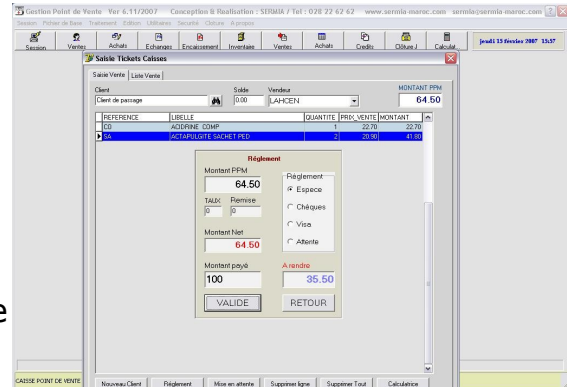 Gestion Point de Vente Ver 6.11/2007 Conception & Realisation : SERMIA / Tel : 028 22 62 62 www.sermia-maroc.com sermia@sermia-maroc.com
Session Fichier de Base Traitement Edition Utilitaires Securité Clôture A propos
Session Ventes Achats Echanges Encaissement Inventaire Ventes Achats Credits Clôture J Calculat.
jeudi 15 février 2007 15:57
Saisie Tickets Caisses
Saisie Vente Liste Vente
Client Solde Vendeur MONTANT PPM
Client de passage 0.00 LAHCEN 64.50
REFERENCE LIBELLE QUANTITE PRIX_VENTE MONTANT
CO ACIDRINE COMP 1 22.70 22.70
SA ACTAPULGITE SACHET PED 2 20.90 41.80
Réglement
Montant PPM
64.50
TAUX Remise
0 0
Montant Net
64.50
Montant payé
100
Réglement
Espece
Chéques
Visa
Attente
A rendre
35.50
VALIDE RETOUR
e
CAISSE POINT DE VENTE
Nouveau Client Réglement Mise en attente Supprimer ligne Supprimer Tout Calculatrice